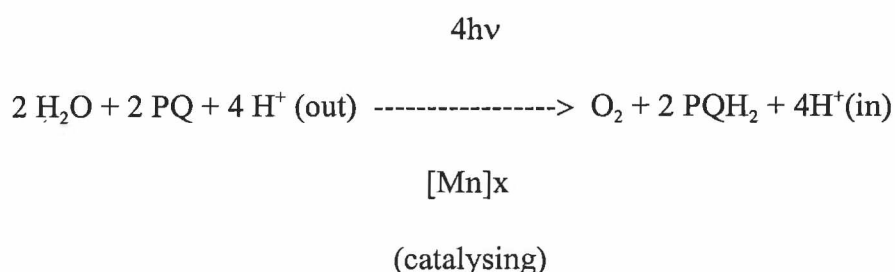 4hν
2 H₂O + 2 PQ + 4 H⁺ (out) ----------------> O₂ + 2 PQH₂ + 4H⁺(in)
[Mn]x
(catalysing)